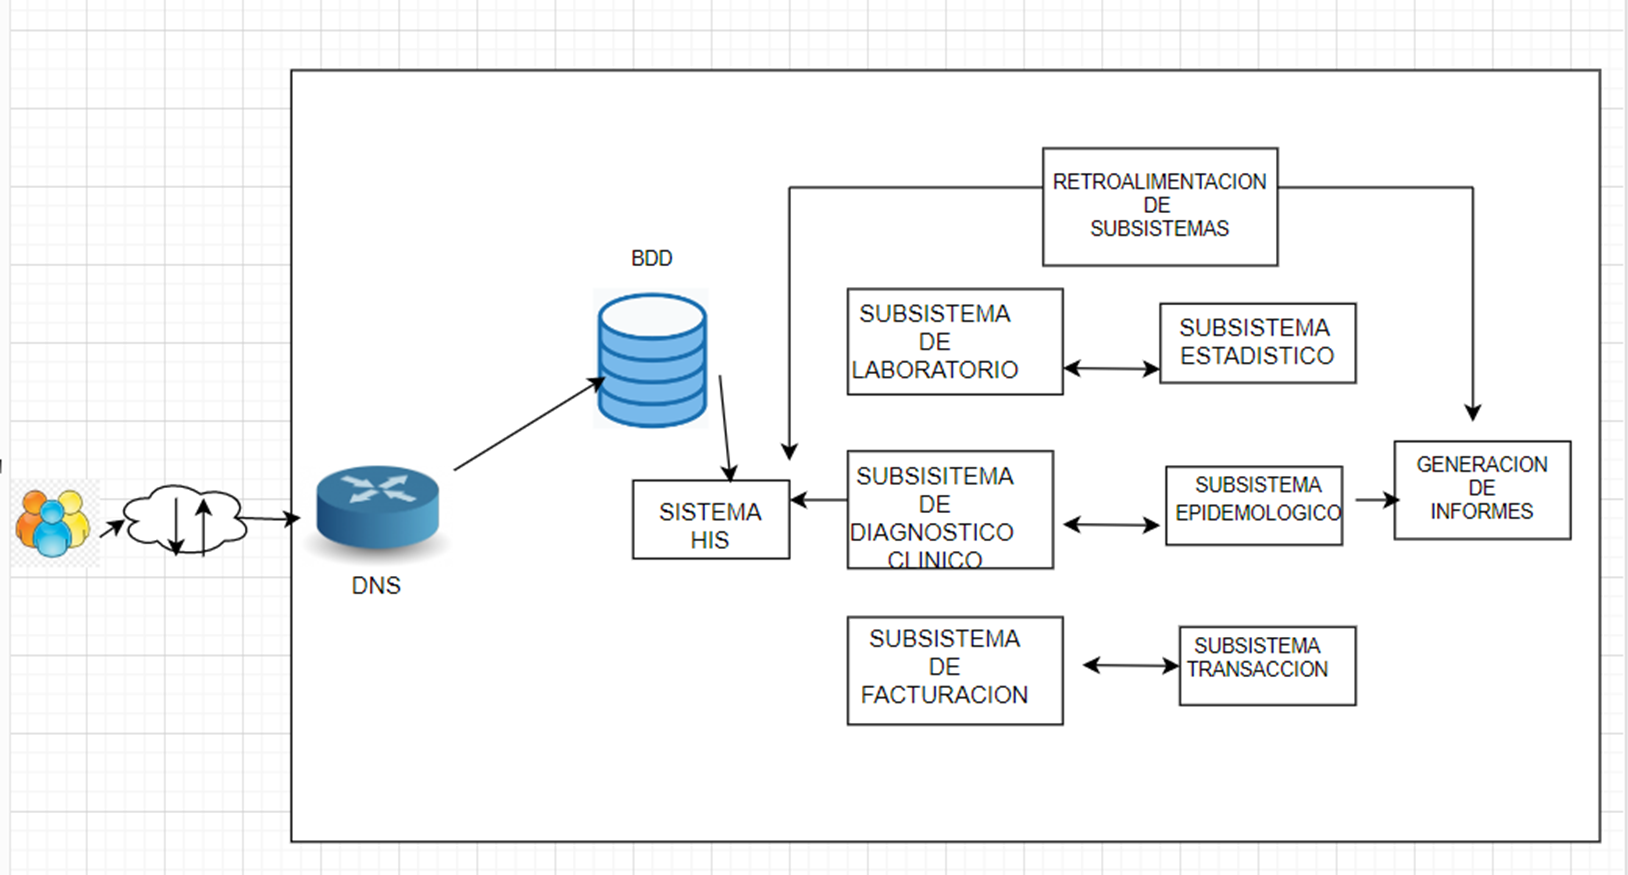 RETROALIMENTACION
DE
SUBSISTEMAS
BDD
SUBSISTEMA
DE
LABORATORIO
SUBSISTEMA
ESTADISTICO
SISTEMA
HIS
SUBSISITEMA
DE
DIAGNOSTICO
CLINICO
SUBSISTEMA
EPIDEMOLOGICO
GENERACION
DE
INFORMES
DNS
SUBSISTEMA
DE
FACTURACION
SUBSISTEMA
TRANSACCION